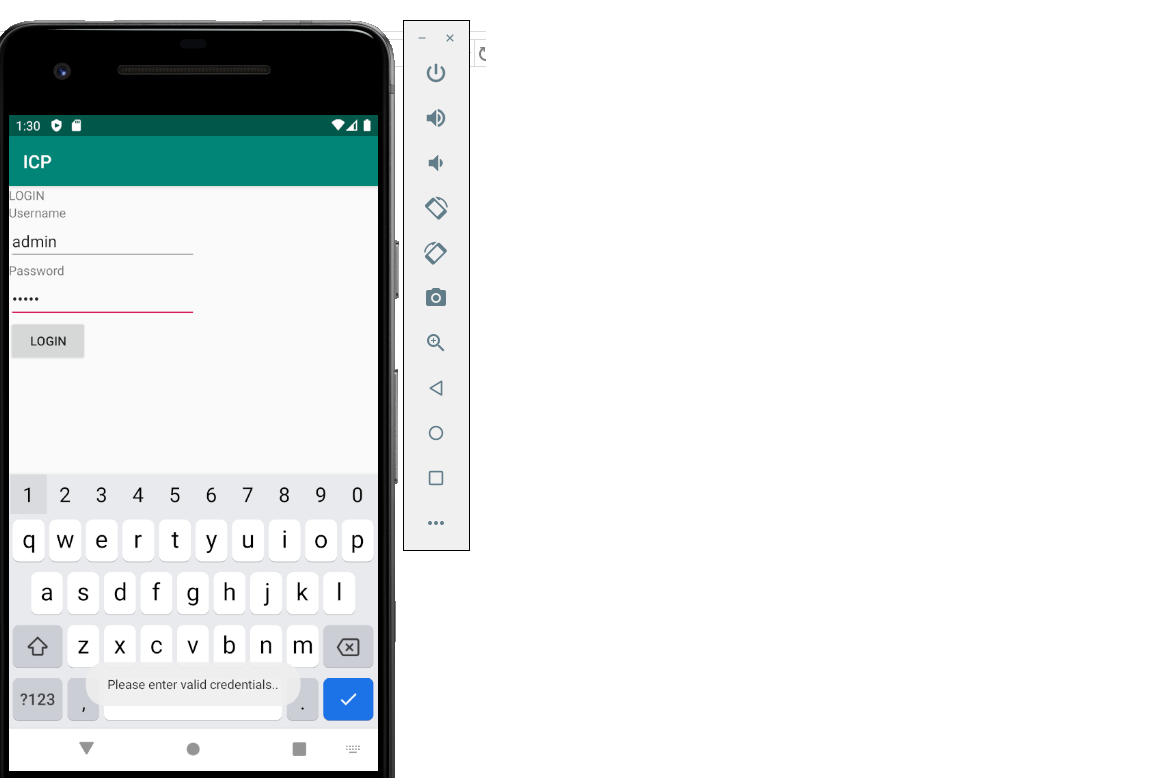 1:30
ICP
LOGIN
Username
admin
Password
•••••
LOGIN
1 2 3 4 5 6 7 8 9 0
q w e r t y u i o p
a s d f g h j k l
z x c v b n m
Please enter valid credentials..
?123 , .